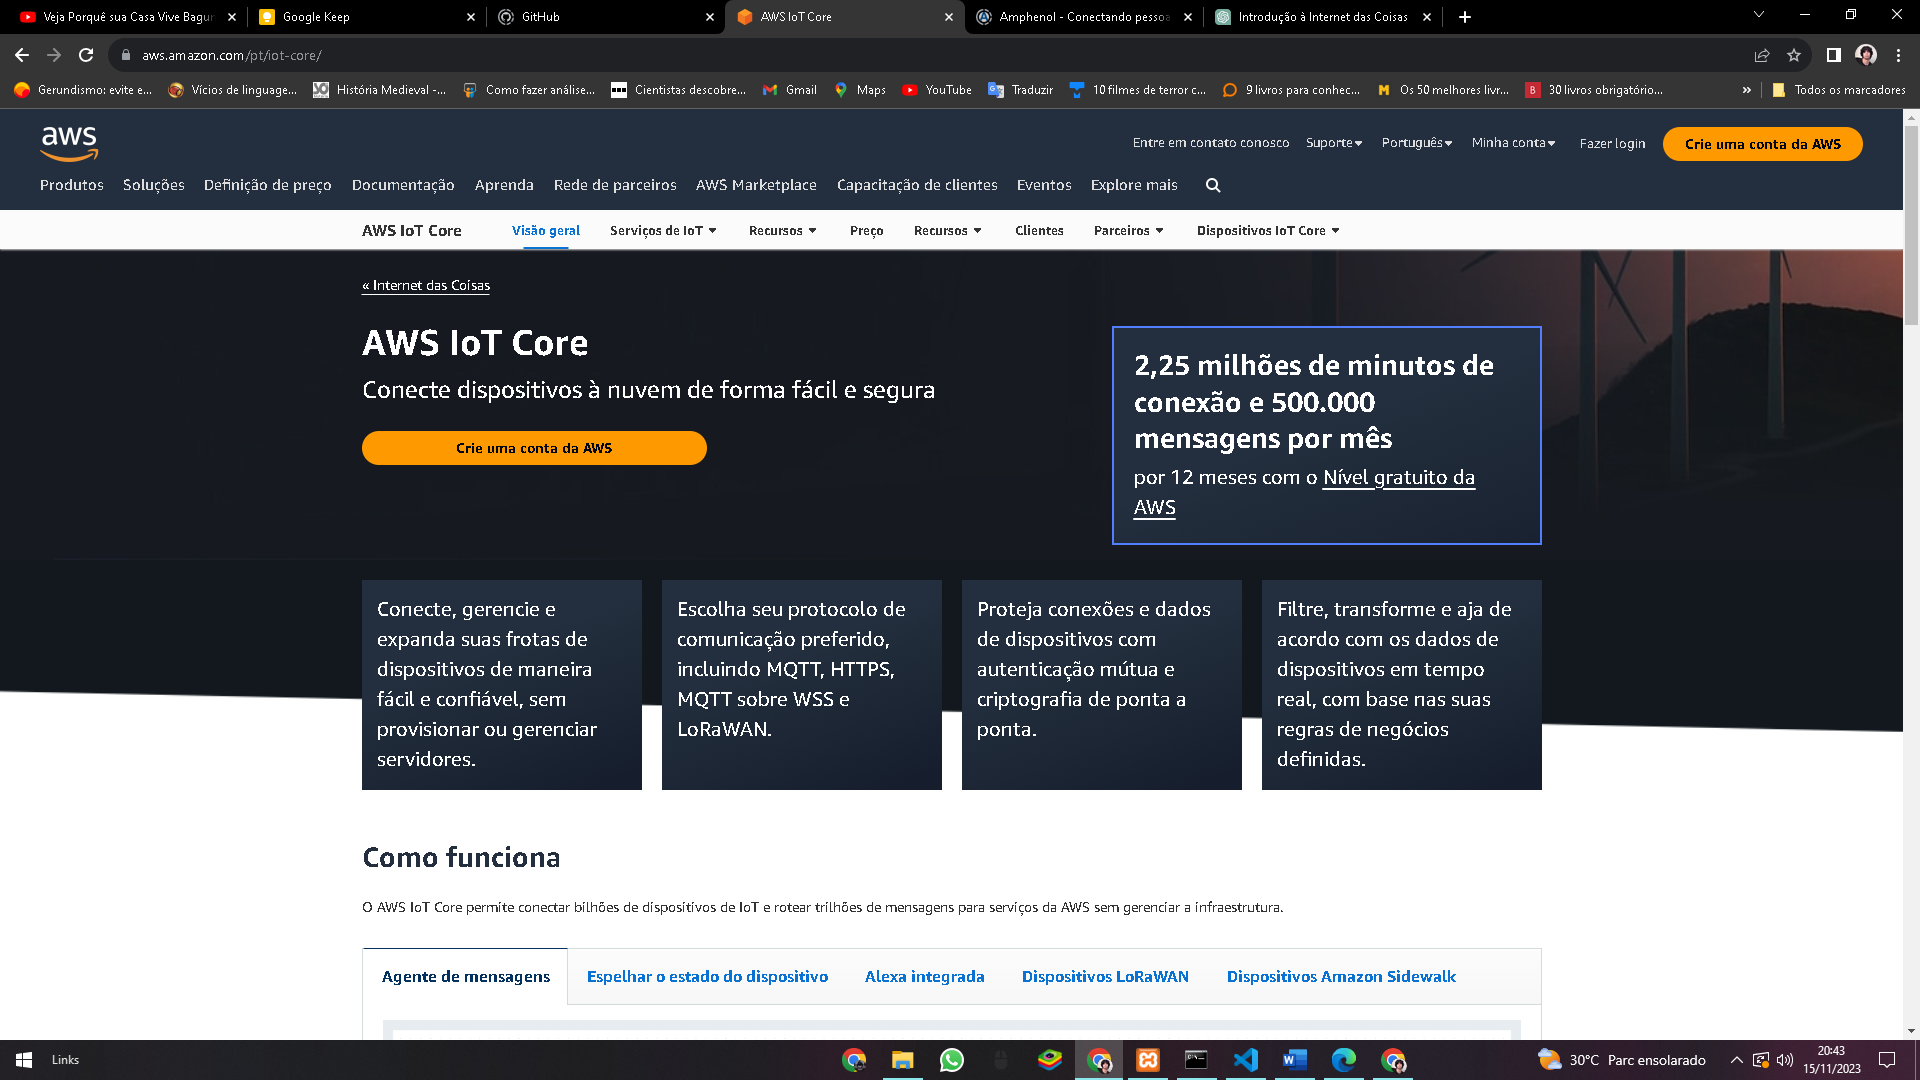 Veja Porquê sua Casa Vive Bagun
Google Keep
GitHub
AWS IoT Core
Amphenol - Conectando pessoa
Introdução à Internet das Coisas
aws.amazon.com/pt/iot-core/
Gerundismo: evite e...
Vícios de linguage...
História Medieval -...
Como fazer análise...
Cientistas descobre...
Gmail
Maps
YouTube
Traduzir
10 filmes de terror c...
9 livros para conhec...
Os 50 melhores livr...
30 livros obrigatório...
»
Todos os marcadores
aws
Entre em contato conosco
Suporte
Português
Minha conta
Fazer login
Crie uma conta da AWS
Produtos
Soluções
Definição de preço
Documentação
Aprenda
Rede de parceiros
AWS Marketplace
Capacitação de clientes
Eventos
Explore mais
AWS IoT Core
Visão geral
Serviços de IoT
Recursos
Preço
Recursos
Clientes
Parceiros
Dispositivos IoT Core
« Internet das Coisas
AWS IoT Core
Conecte dispositivos à nuvem de forma fácil e segura
Crie uma conta da AWS
2,25 milhões de minutos de
conexão e 500.000
mensagens por mês
por 12 meses com o Nível gratuito da
AWS
Conecte, gerencie e
expanda suas frotas de
dispositivos de maneira
fácil e confiável, sem
provisionar ou gerenciar
servidores.
Escolha seu protocolo de
comunicação preferido,
incluindo MQTT, HTTPS,
MQTT sobre WSS e
LoRaWAN.
Proteja conexões e dados
de dispositivos com
autenticação mútua e
criptografia de ponta a
ponta.
Filtre, transforme e aja de
acordo com os dados de
dispositivos em tempo
real, com base nas suas
regras de negócios
definidas.
Como funciona
O AWS IoT Core permite conectar bilhões de dispositivos de IoT e rotear trilhões de mensagens para serviços da AWS sem gerenciar a infraestrutura.
Agente de mensagens
Espelhar o estado do dispositivo
Alexa integrada
Dispositivos LoRaWAN
Dispositivos Amazon Sidewalk
Links
30°C Parc ensolarado
20:43
15/11/2023